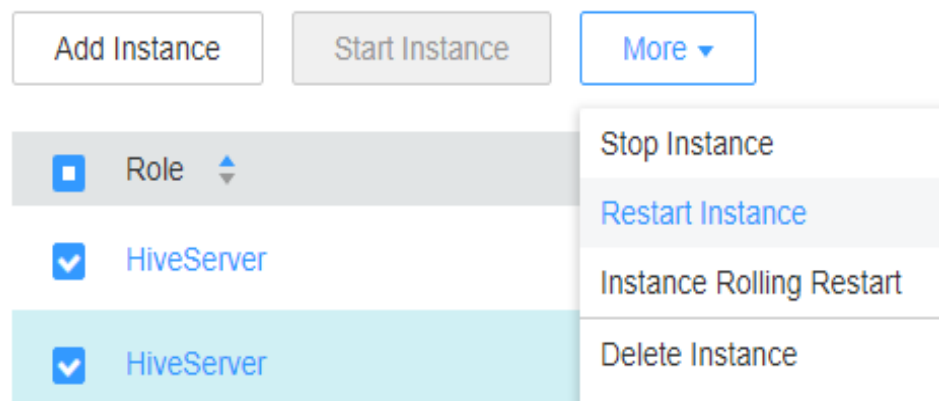 Add Instance
Start Instance
More
Stop Instance
Role
Restart Instance
HiveServer
Instance Rolling Restart
HiveServer
Delete Instance